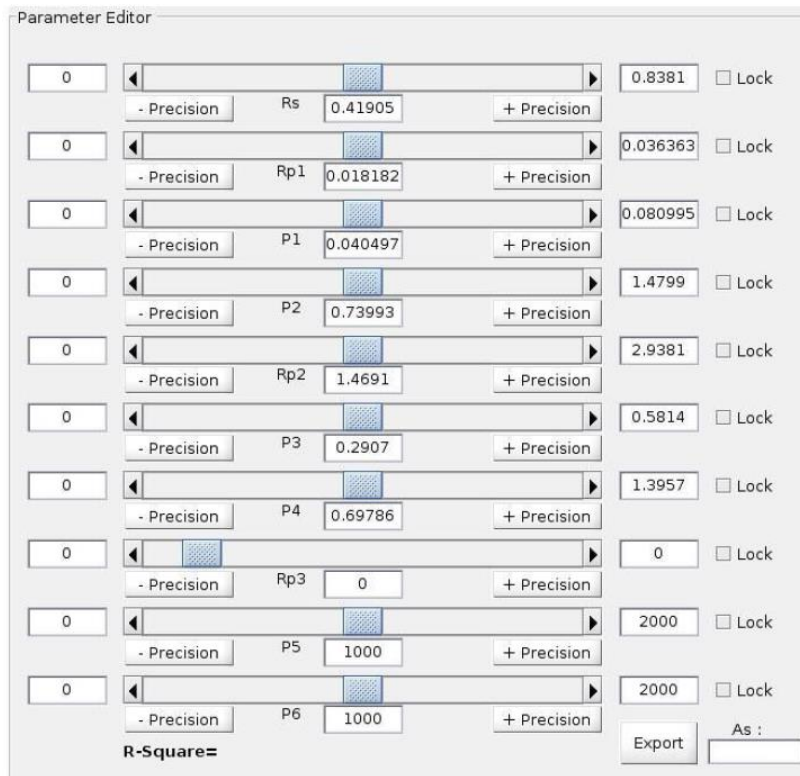 Parameter Editor
0 0.8381 Lock
- Precision Rs 0.41905 + Precision
0 0.036363 Lock
- Precision Rp1 0.018182 + Precision
0 0.080995 Lock
- Precision P1 0.040497 + Precision
0 1.4799 Lock
- Precision P2 0.73993 + Precision
0 2.9381 Lock
- Precision Rp2 1.4691 + Precision
0 0.5814 Lock
- Precision P3 0.2907 + Precision
0 1.3957 Lock
- Precision P4 0.69786 + Precision
0 0 Lock
- Precision Rp3 0 + Precision
0 2000 Lock
- Precision P5 1000 + Precision
0 2000 Lock
- Precision P6 1000 + Precision
R-Square= Export As :